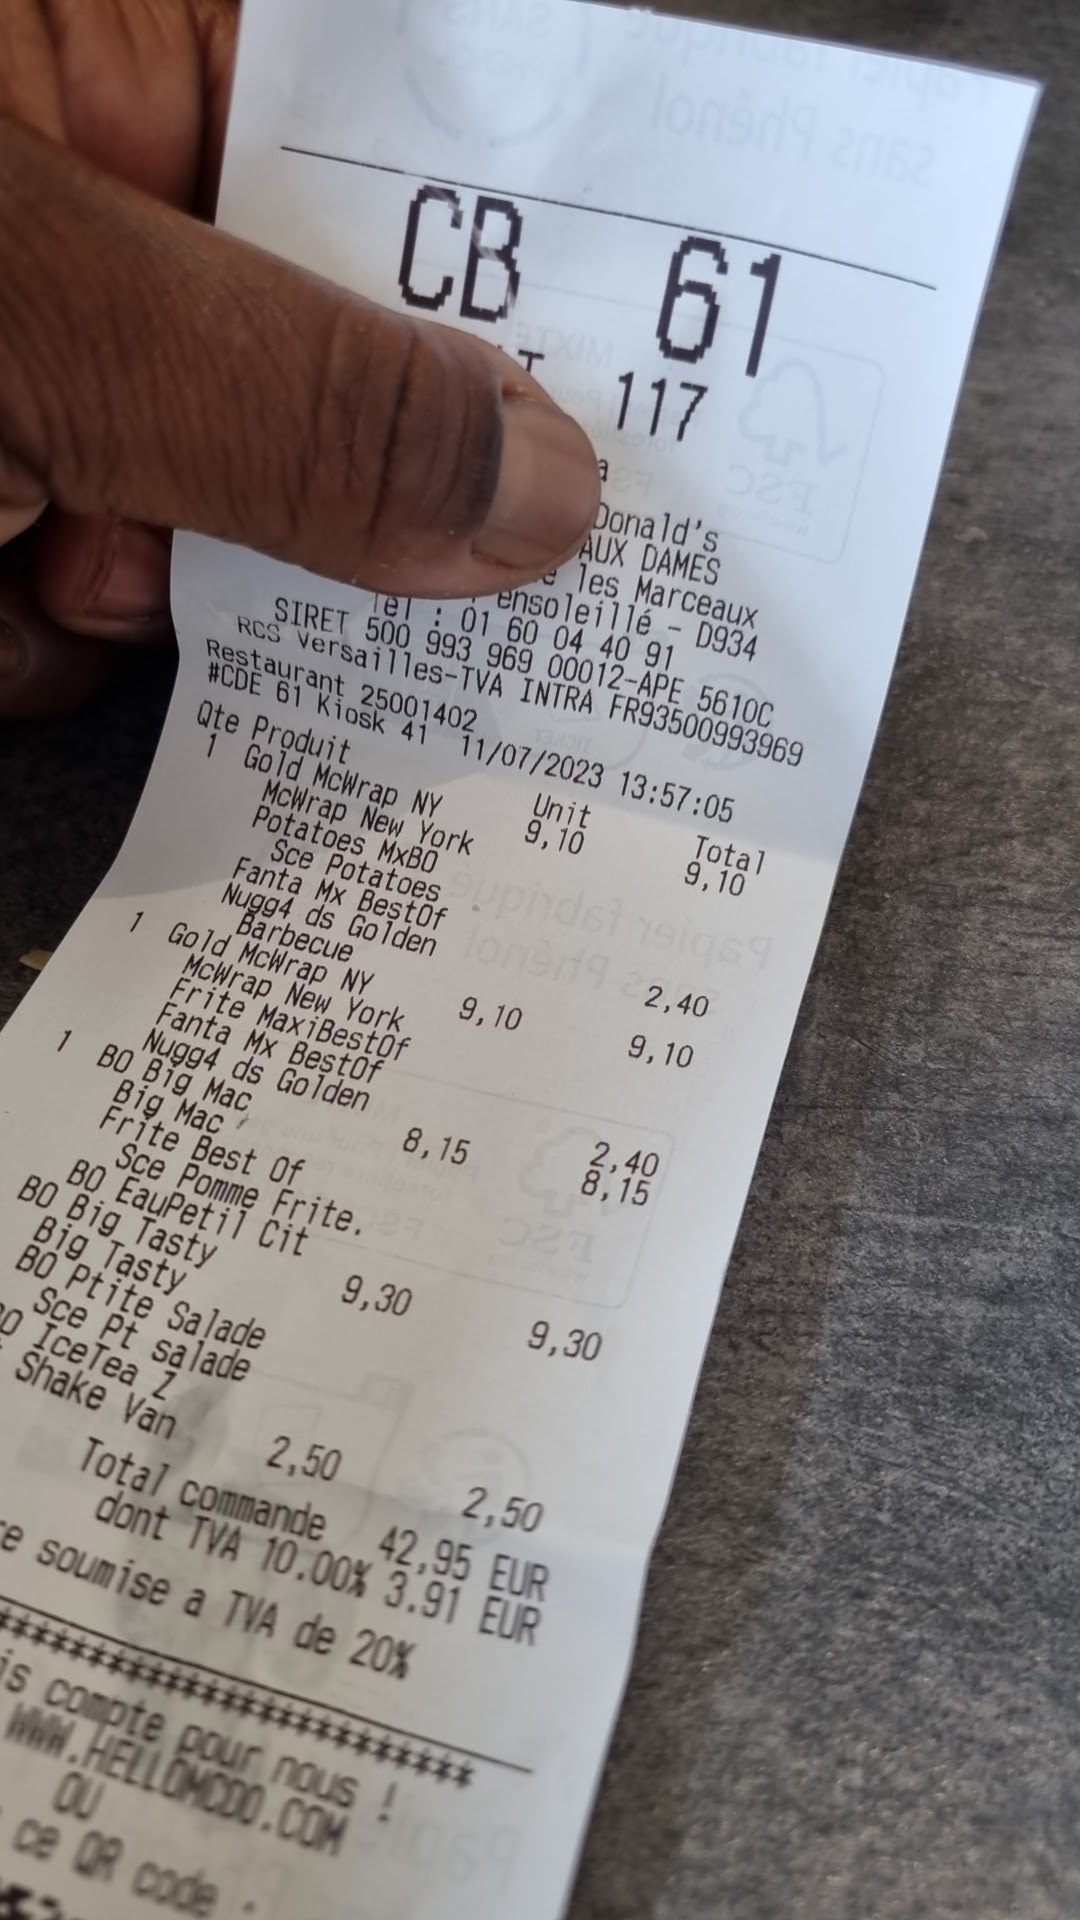 CB 61
117
Donald's
AUX DAMES
les Marceaux
ensoleillé - D934
Tel : 01 60 04 40 91
SIRET 500 993 969 00012-APE 5610C
RCS Versailles-TVA INTRA FR93500993969
Restaurant 25001402
#CDE 61 Kiosk 41 11/07/2023 13:57:05
Qte Produit Unit Total
1 Gold McWrap NY 9,10 9,10
McWrap New York
Potatoes MxBO
Sce Potatoes
Fanta Mx BestOf
Nugg4 ds Golden 2,40
Barbecue
1 Gold McWrap NY 9,10 9,10
McWrap New York
Frite MaxiBestOf
Fanta Mx BestOf
Nugg4 ds Golden 2,40
1 BO Big Mac 8,15 8,15
Big Mac
Frite Best Of
Sce Pomme Frite.
BO EauPetil Cit
BO Big Tasty 9,30 9,30
Big Tasty
BO Ptite Salade
Sce Pt salade
IceTea Z
Shake Van 2,50 2,50
Total commande 42,95 EUR
dont TVA 10.00% 3.91 EUR
soumise a TVA de 20%
compte pour nous !
WWW.HELLOMCDO.COM
OU
ce QR code